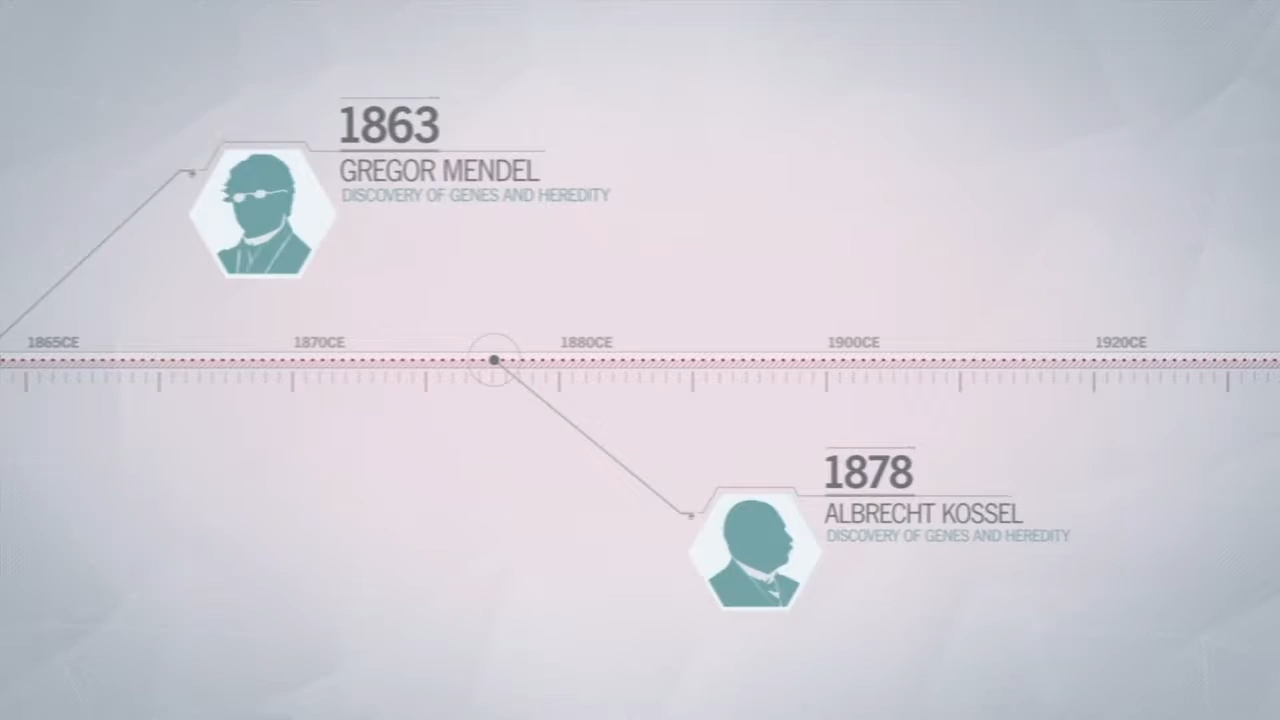 1863
GREGOR MENDEL
DISCOVERY OF GENES AND HEREDITY
1865CE
1870CE
1880CE
1900CE
1920CE
1878
ALBRECHT KOSSEL
DISCOVERY OF GENES AND HEREDITY